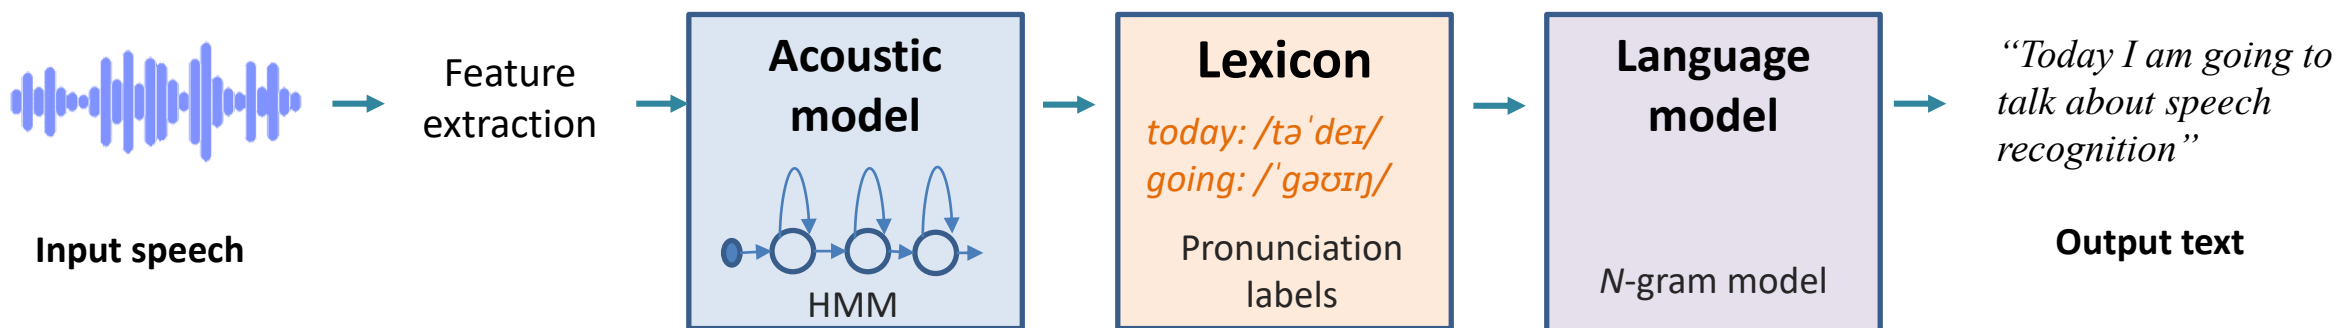 Input speech
Feature
extraction
Acoustic
model
HMM
Lexicon
today: /təˈdeɪ/
going: /ˈɡəʊɪŋ/
Pronunciation
labels
Language
model
N-gram model
“Today I am going to
talk about speech
recognition”
Output text